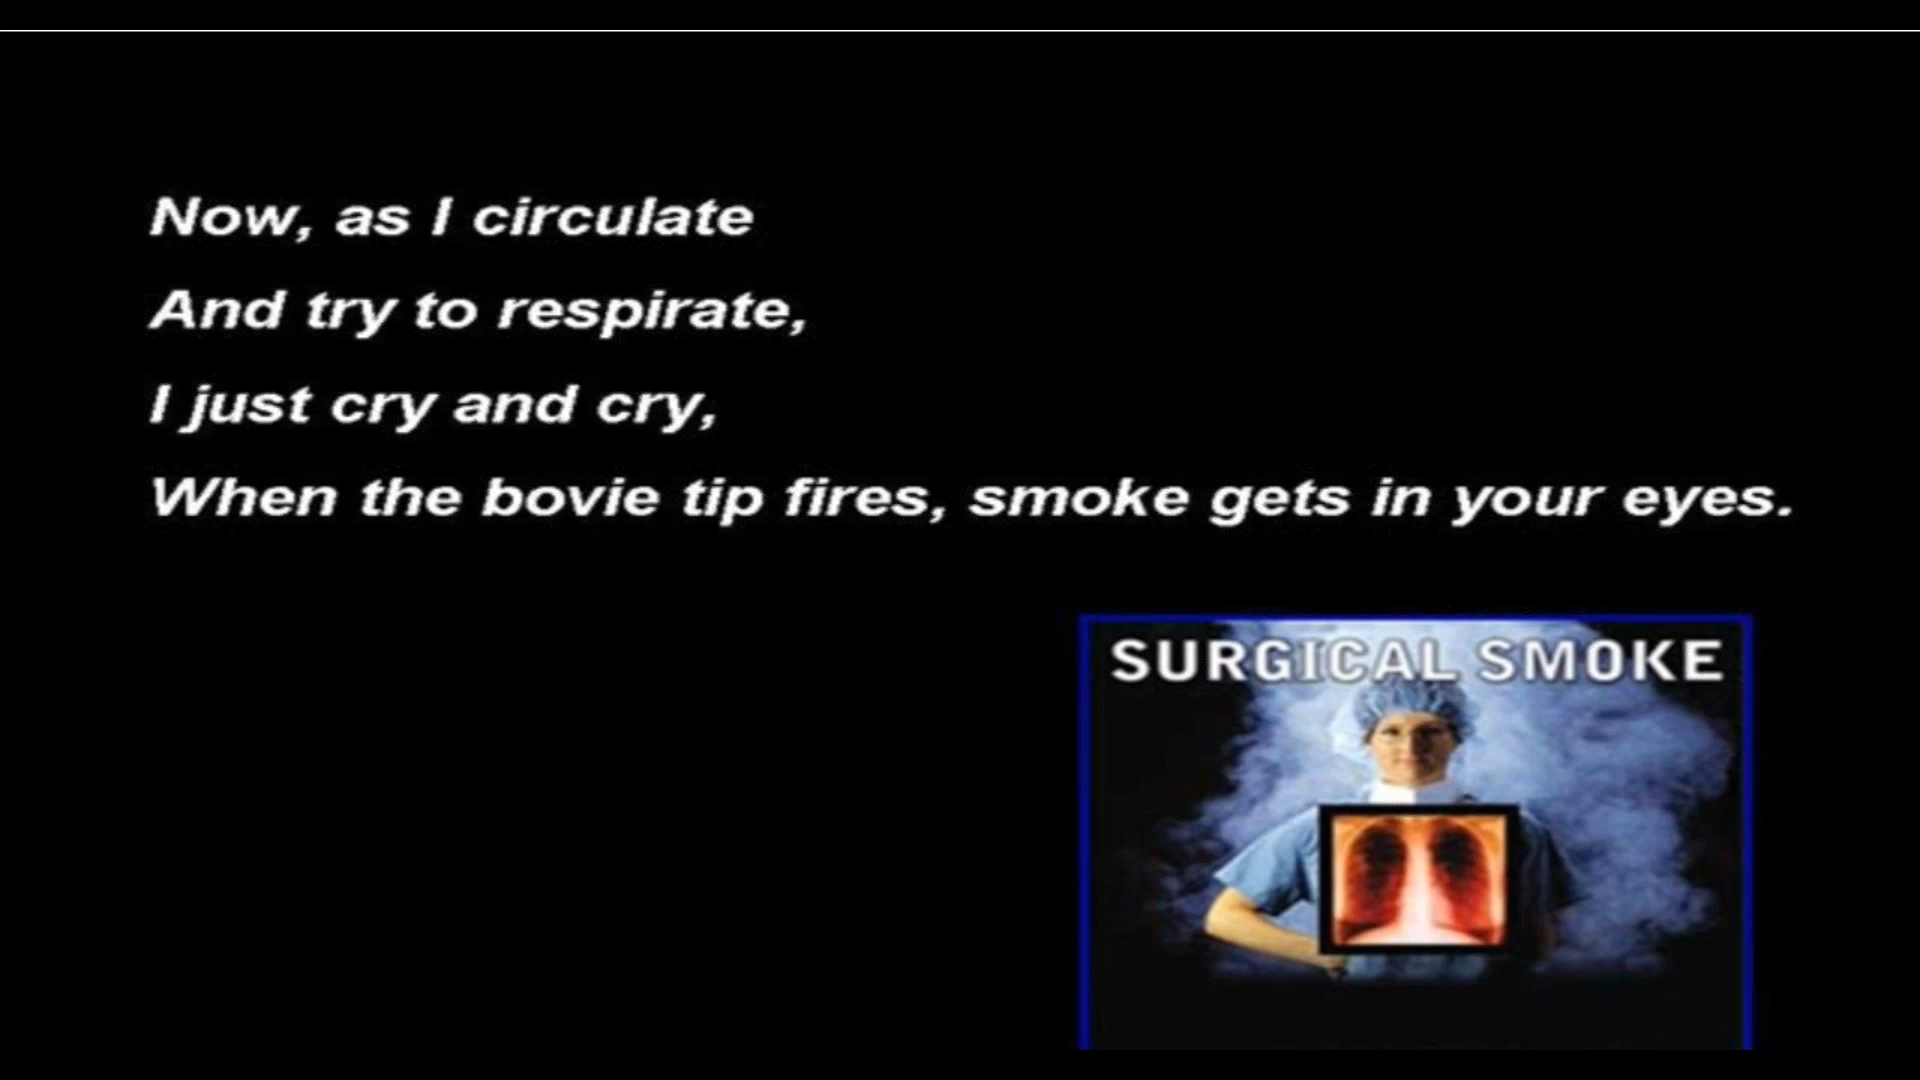 Now, as I circulate
And try to respirate,
I just cry and cry,
When the bovie tip fires, smoke gets in your eyes.
SURGICAL SMOKE